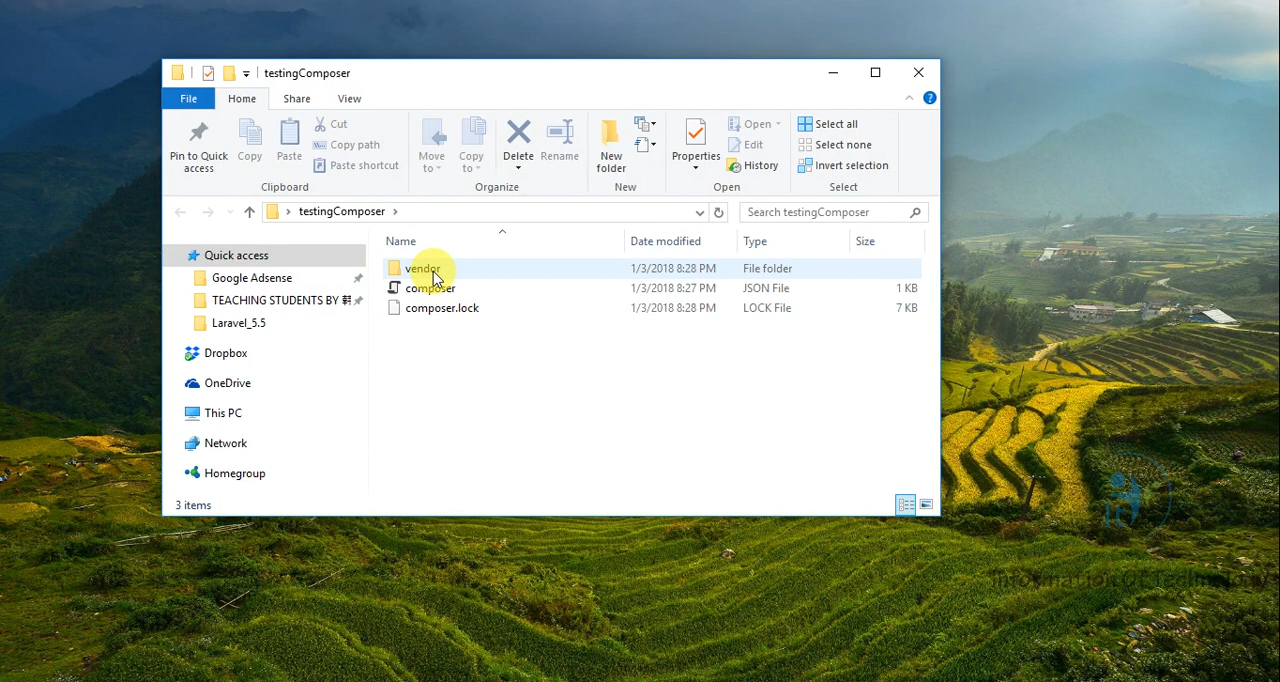 testingComposer
File
Home
Share
View
Pin to Quick
access
Copy
Paste
Cut
Copy path
Paste shortcut
Clipboard
Move
to
Copy
to
Delete
Rename
Organize
New
folder
New
Properties
Open
Edit
History
Open
Select all
Select none
Invert selection
Select
testingComposer
Search testingComposer
Name
Date modified
Type
Size
Quick access
Google Adsense
TEACHING STUDENTS BY 韩
Laravel_5.5
Dropbox
OneDrive
This PC
Network
Homegroup
vendor 1/3/2018 8:28 PM File folder
composer 1/3/2018 8:27 PM JSON File 1 KB
composer.lock 1/3/2018 8:28 PM LOCK File 7 KB
3 items
Information Of Technology